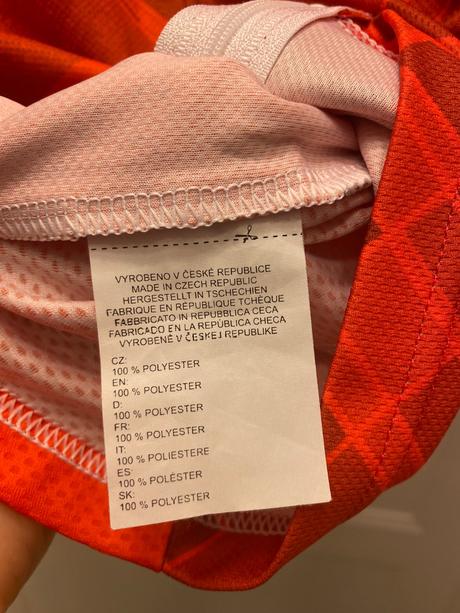 VYROBENO V ČESKÉ REPUBLICE
MADE IN CZECH REPUBLIC
HERGESTELLT IN TSCHECHIEN
FABRIQUE EN RÉPUBLIQUE TCHÈQUE
FABBRICATO IN REPUBBLICA CECA
FABRICADO EN LA REPÚBLICA CHECA
VYROBENÉ V ČESKEJ REPUBLIKE
CZ:
100 % POLYESTER
EN:
100 % POLYESTER
D:
100 % POLYESTER
FR:
100 % POLYESTER
IT:
100 % POLIESTERE
ES:
100 % POLÉSTER
SK:
100 % POLYESTER